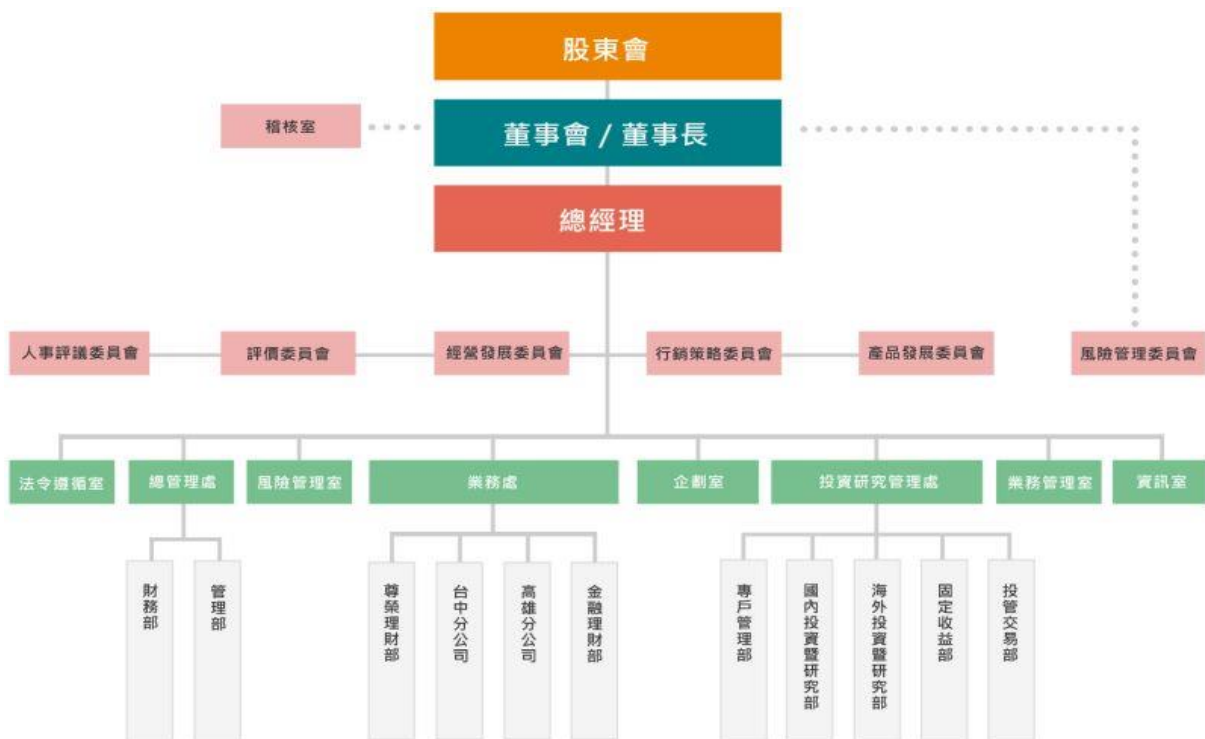 股東會
稽核室
董事會 / 董事長
總經理
人事評議委員會
評價委員會
經營發展委員會
行銷策略委員會
產品發展委員會
風險管理委員會
法令遵循室
總管理處
風險管理室
業務處
企劃室
投資研究管理處
業務管理室
資訊室
財務部
管理部
尊榮理財部
台中分公司
高雄分公司
金融理財部
專戶管理部
國內投資暨研究部
海外投資暨研究部
固定收益部
投管交易部